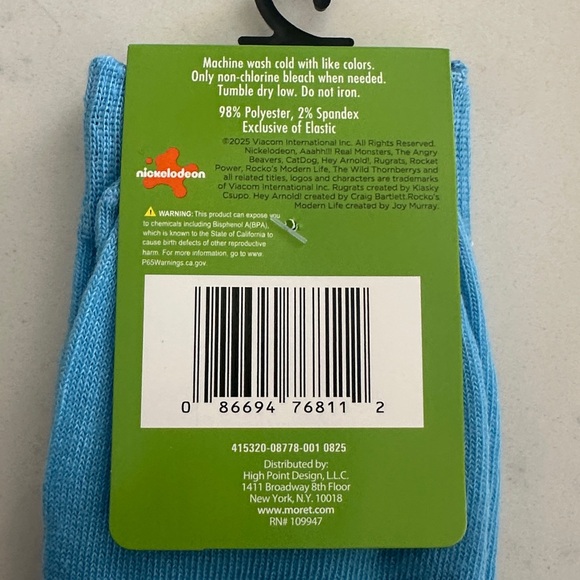 Machine wash cold with like colors.
Only non-chlorine bleach when needed.
Tumble dry low. Do not iron.
98% Polyester, 2% Spandex
Exclusive of Elastic
©2025 Viacom International Inc. All Rights Reserved.
Nickelodeon, Aaahh!!! Real Monsters, The Angry
Beavers, CatDog, Hey Arnold!, Rugrats, Rocket
Power, Rocko's Modern Life, The Wild Thornberrys and
all related titles, logos and characters are trademarks
of Viacom International Inc. Rugrats created by Klasky
Csupo. Hey Arnold! created by Craig Bartlett.Rocko's
Modern Life created by Joy Murray.
nickelodeon
WARNING: This product can expose you
to chemicals including Bisphenol A(BPA),
which is known to the State of California to
cause birth defects of other reproductive
harm. For more information, go to www.
P65Warnings.ca.gov.
0 86694 76811 2
415320-08778-001 0825
Distributed by:
High Point Design, L.L.C.
1411 Broadway 8th Floor
New York, N.Y. 10018
www.moret.com
RN# 109947